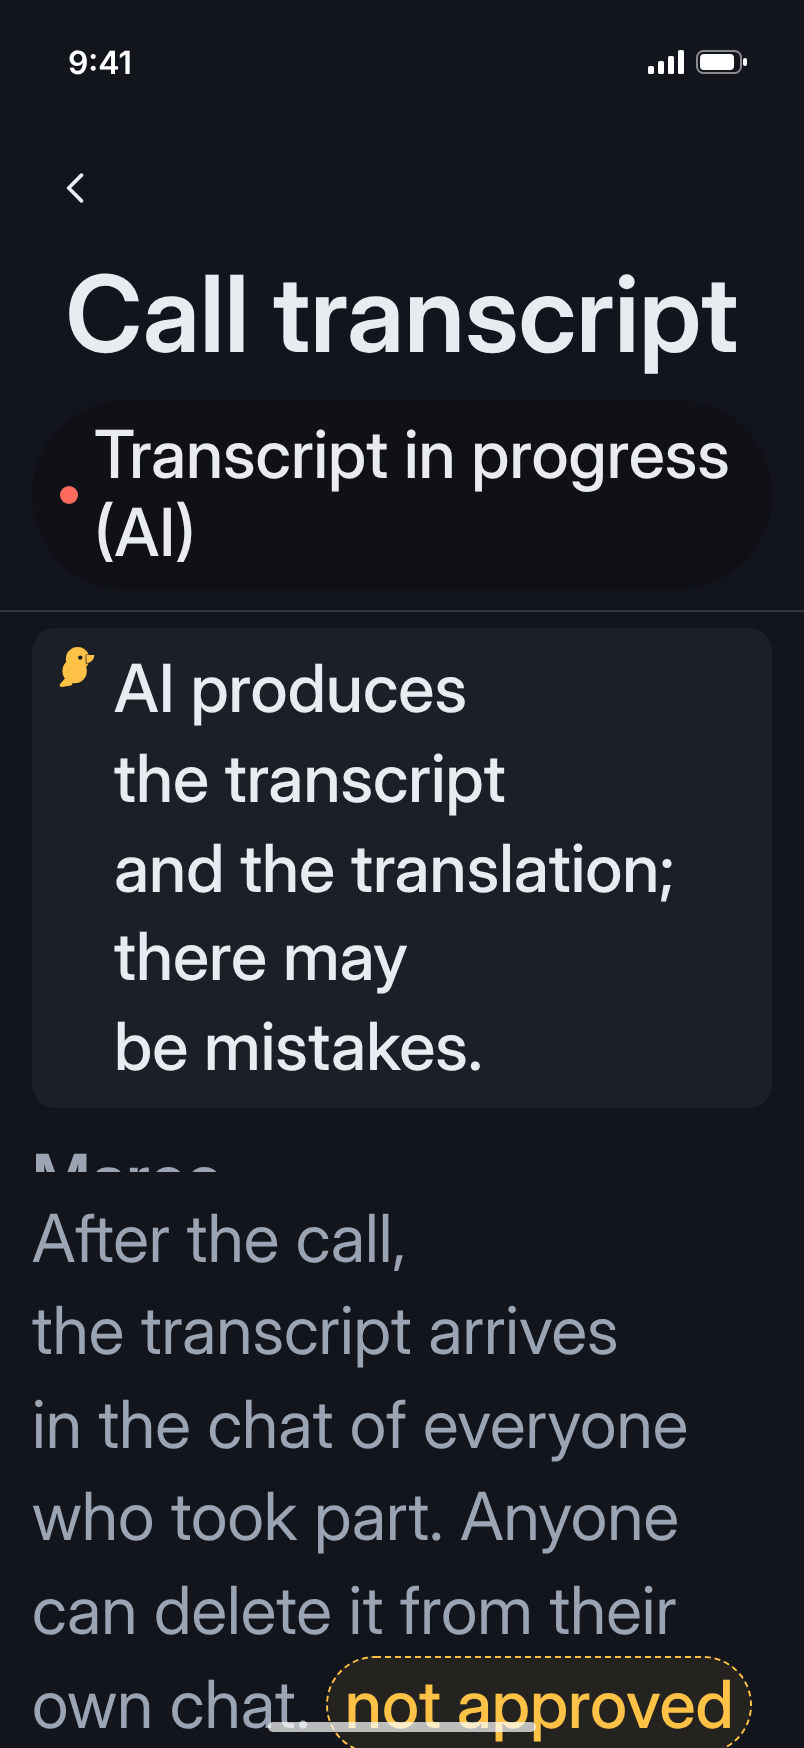 9:41
Call transcript
Transcript in progress
(AI)
AI produces
the transcript
and the translation;
there may
be mistakes.
After the call,
the transcript arrives
in the chat of everyone
who took part. Anyone
can delete it from their
own chat. not approved